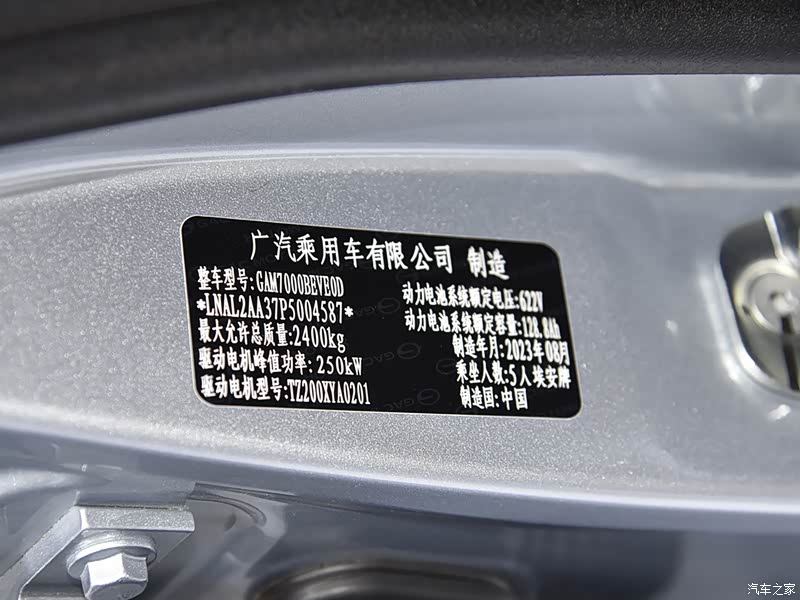 广汽乘用车有限公司 制造
整车型号:GAM7000BEVB0D
*LNAL2AA37P5004587*
最大允许总质量:2400kg
驱动电机峰值功率:250kW
驱动电机型号:TZ200XYA0201
动力电池系统额定电压:622V
动力电池系统额定容量:128.8Ah
制造年月:2023年08月
乘坐人数:5人埃安牌
制造国:中国
汽车之家